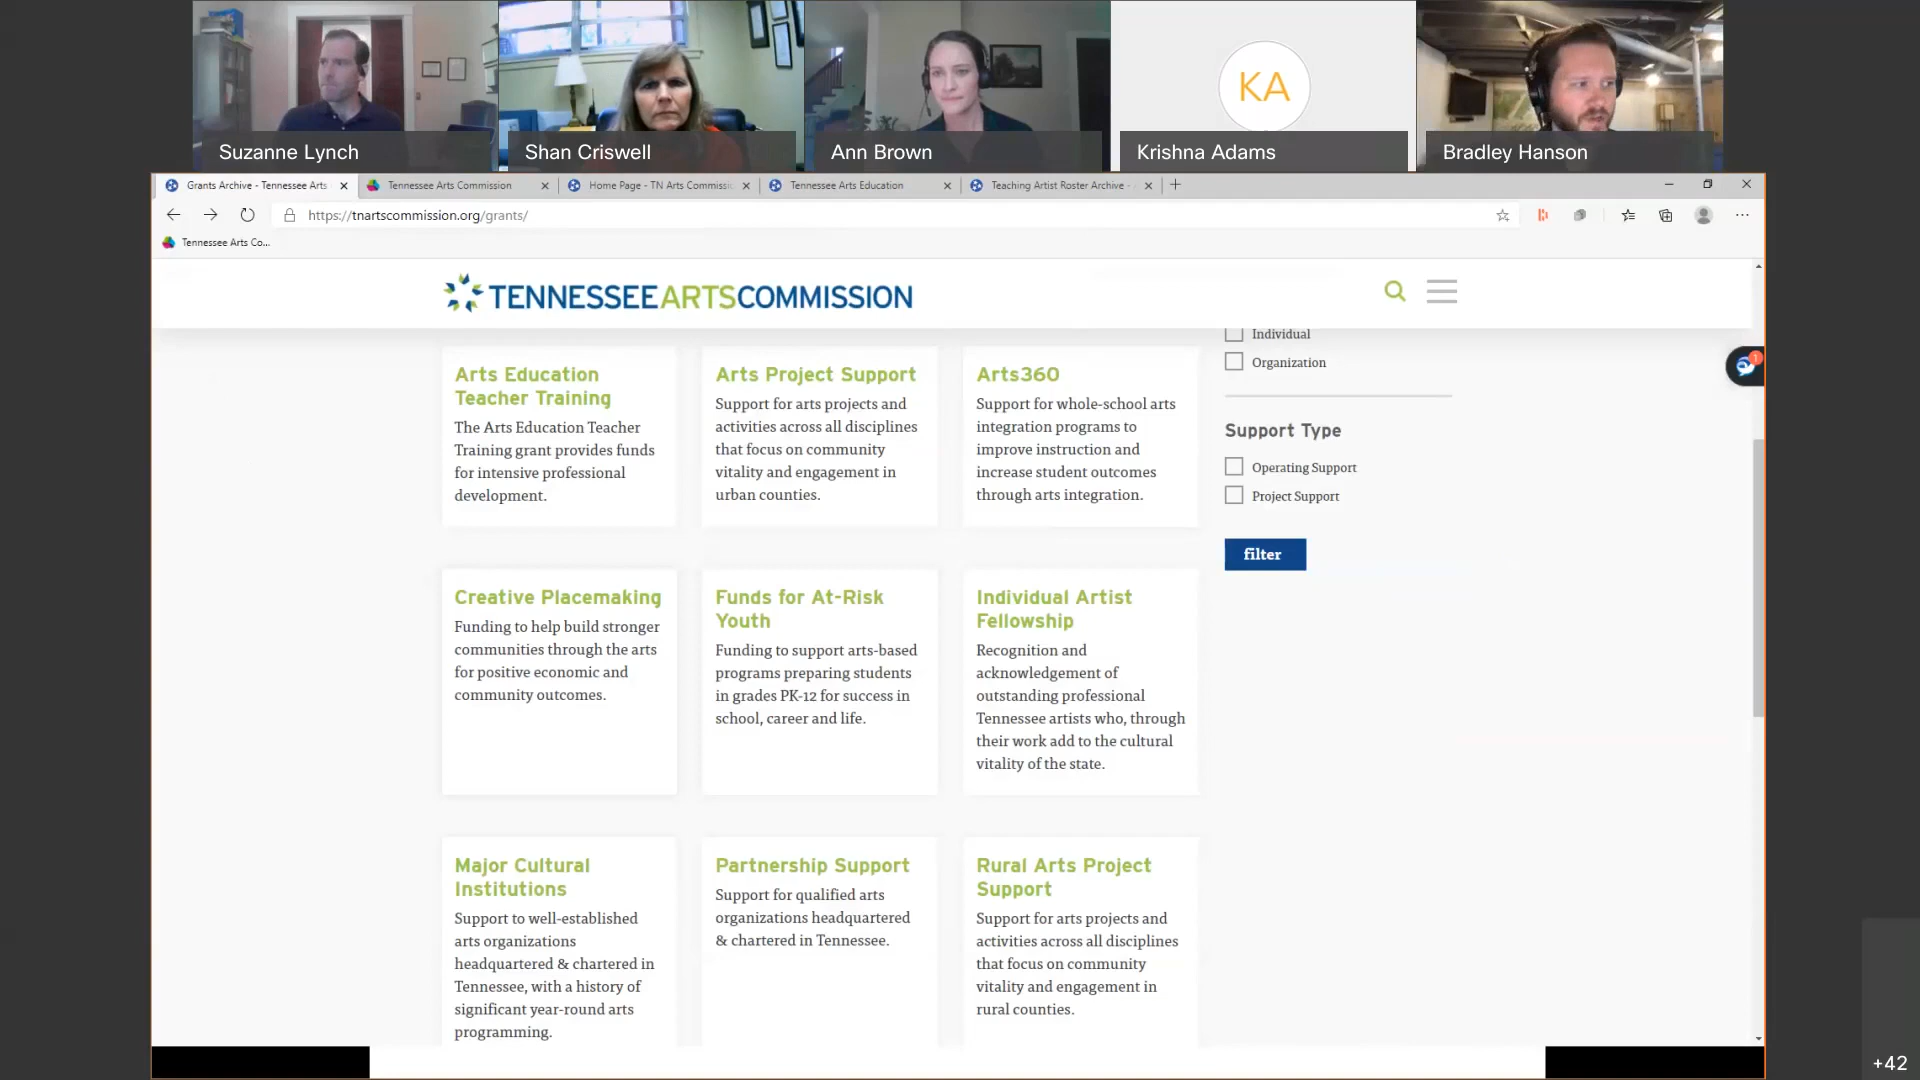 Suzanne Lynch
Shan Criswell
Ann Brown
KA
Krishna Adams
Bradley Hanson
Grants Archive - Tennessee Arts
Tennessee Arts Commission
Home Page - TN Arts Commissi
Tennessee Arts Education
Teaching Artist Roster Archive -
https://tnartscommission.org/grants/
Tennessee Arts Co...
TENNESSEEARTSCOMMISSION
1
Arts Education
Teacher Training
The Arts Education Teacher
Training grant provides funds
for intensive professional
development.
Arts Project Support
Support for arts projects and
activities across all disciplines
that focus on community
vitality and engagement in
urban counties.
Arts360
Support for whole-school arts
integration programs to
improve instruction and
increase student outcomes
through arts integration.
Individual
Organization
Support Type
Operating Support
Project Support
filter
Creative Placemaking
Funding to help build stronger
communities through the arts
for positive economic and
community outcomes.
Funds for At-Risk
Youth
Funding to support arts-based
programs preparing students
in grades PK-12 for success in
school, career and life.
Individual Artist
Fellowship
Recognition and
acknowledgement of
outstanding professional
Tennessee artists who, through
their work add to the cultural
vitality of the state.
Major Cultural
Institutions
Support to well-established
arts organizations
headquartered & chartered in
Tennessee, with a history of
significant year-round arts
programming.
Partnership Support
Support for qualified arts
organizations headquartered
& chartered in Tennessee.
Rural Arts Project
Support
Support for arts projects and
activities across all disciplines
that focus on community
vitality and engagement in
rural counties.
+42